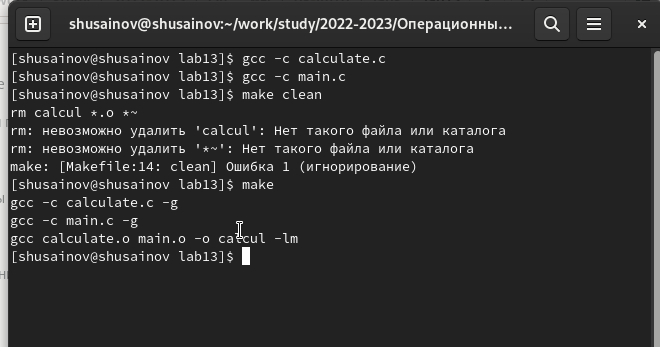 shusainov@shusainov:~/work/study/2022-2023/Операционны...
[shusainov@shusainov lab13]$ gcc -c calculate.c
[shusainov@shusainov lab13]$ gcc -c main.c
[shusainov@shusainov lab13]$ make clean
rm calcul *.o *~
rm: невозможно удалить 'calcul': Нет такого файла или каталога
rm: невозможно удалить '*~': Нет такого файла или каталога
make: [Makefile:14: clean] Ошибка 1 (игнорирование)
[shusainov@shusainov lab13]$ make
gcc -c calculate.c -g
gcc -c main.c -g
gcc calculate.o main.o -o calcul -lm
[shusainov@shusainov lab13]$